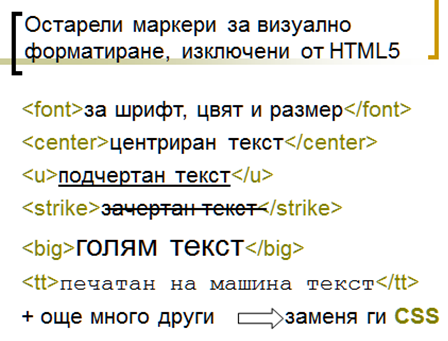 Остарели маркери за визуално
форматиране, изключени от HTML5
<font>за шрифт, цвят и размер</font>
<center>центриран текст</center>
<u>подчертан текст</u>
<strike>зачертан текст</strike>
<big>голям текст</big>
<tt>печатан на машина текст</tt>
+ още много други заменя ги CSS